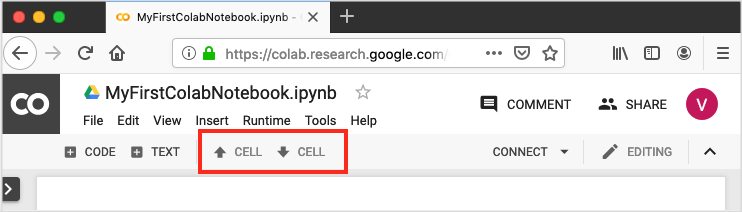 MyFirstColabNotebook.ipynb -
https://colab.research.google.com/
CO
MyFirstColabNotebook.ipynb
COMMENT SHARE V
File Edit View Insert Runtime Tools Help
CODE TEXT CELL CELL CONNECT EDITING